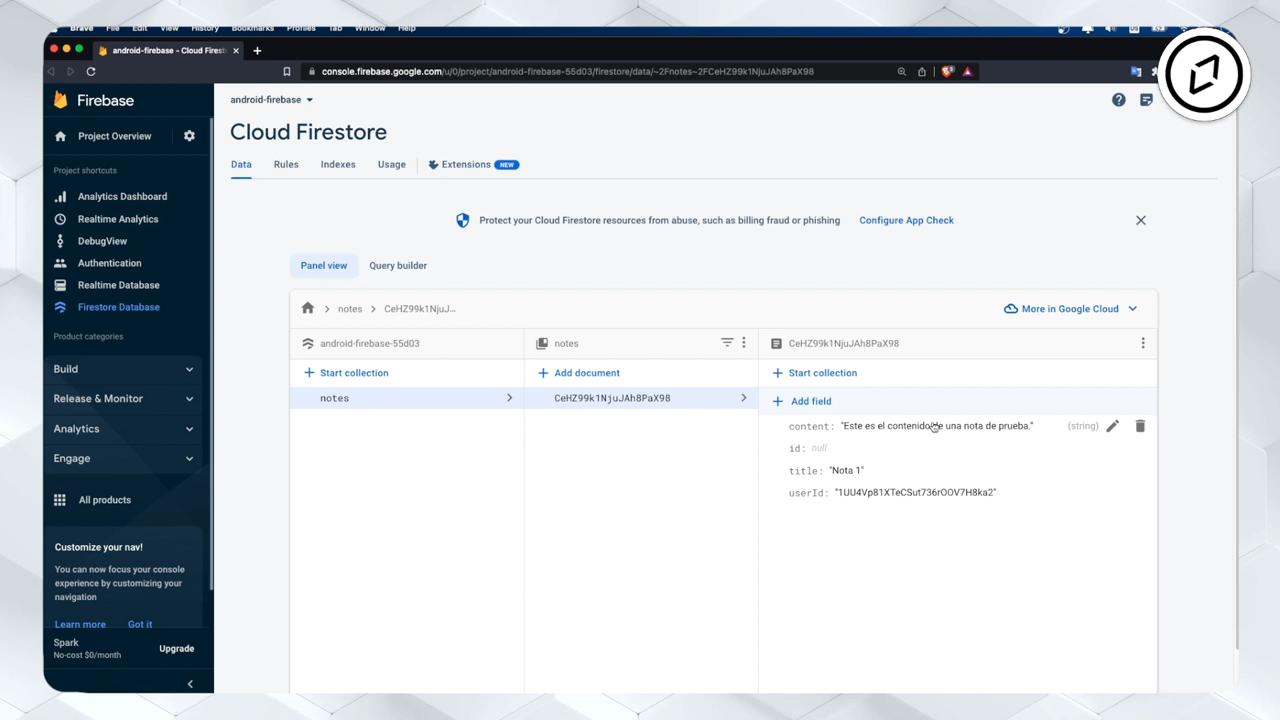 Brave File Edit View History Bookmarks Profiles Tab Window Help
android-firebase - Cloud Firest
console.firebase.google.com/u/0/project/android-firebase-55d03/firestore/data/~2Fnotes~2FCeHZ99k1NjuJAh8PaX98
Firebase
Project Overview
Project shortcuts
Analytics Dashboard
Realtime Analytics
DebugView
Authentication
Realtime Database
Firestore Database
Product categories
Build
Release & Monitor
Analytics
Engage
All products
Customize your nav!
You can now focus your console
experience by customizing your
navigation
Learn more Got it
Spark
No-cost $0/month
Upgrade
android-firebase
Cloud Firestore
Data Rules Indexes Usage Extensions NEW
Protect your Cloud Firestore resources from abuse, such as billing fraud or phishing Configure App Check
Panel view Query builder
notes CeHZ99k1NjuJ... More in Google Cloud
android-firebase-55d03 notes CeHZ99k1NjuJAh8PaX98
+ Start collection + Add document + Start collection
notes CeHZ99k1NjuJAh8PaX98 + Add field
content: "Este es el contenido de una nota de prueba." (string)
id: null
title: "Nota 1"
userId: "1UU4Vp81XTeCSut736rOOV7H8ka2"